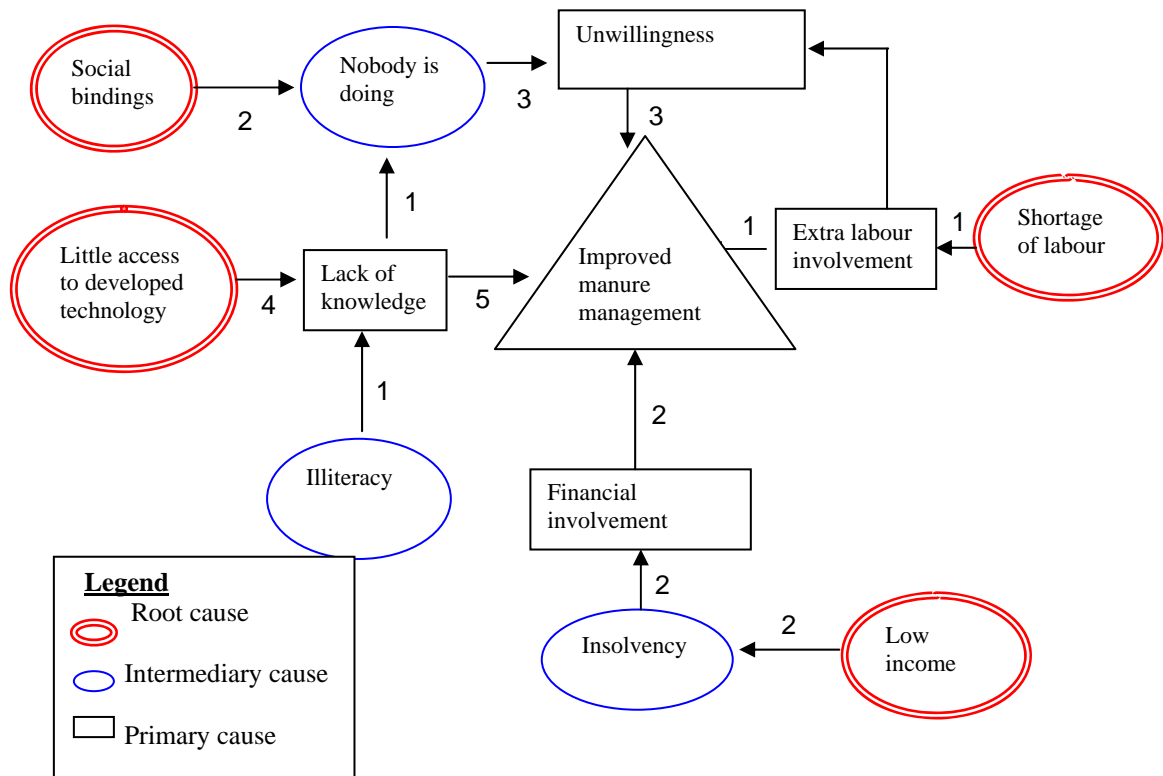 Unwillingness
Social
bindings
Nobody is
doing
2
3
3
1
Little access
to developed
technology
4
Lack of
knowledge
5
Improved
manure
management
1
Extra labour
involvement
1
Shortage
of labour
1
2
Illiteracy
Financial
involvement
2
Insolvency
2
Low
income
Legend
Root cause
Intermediary cause
Primary cause